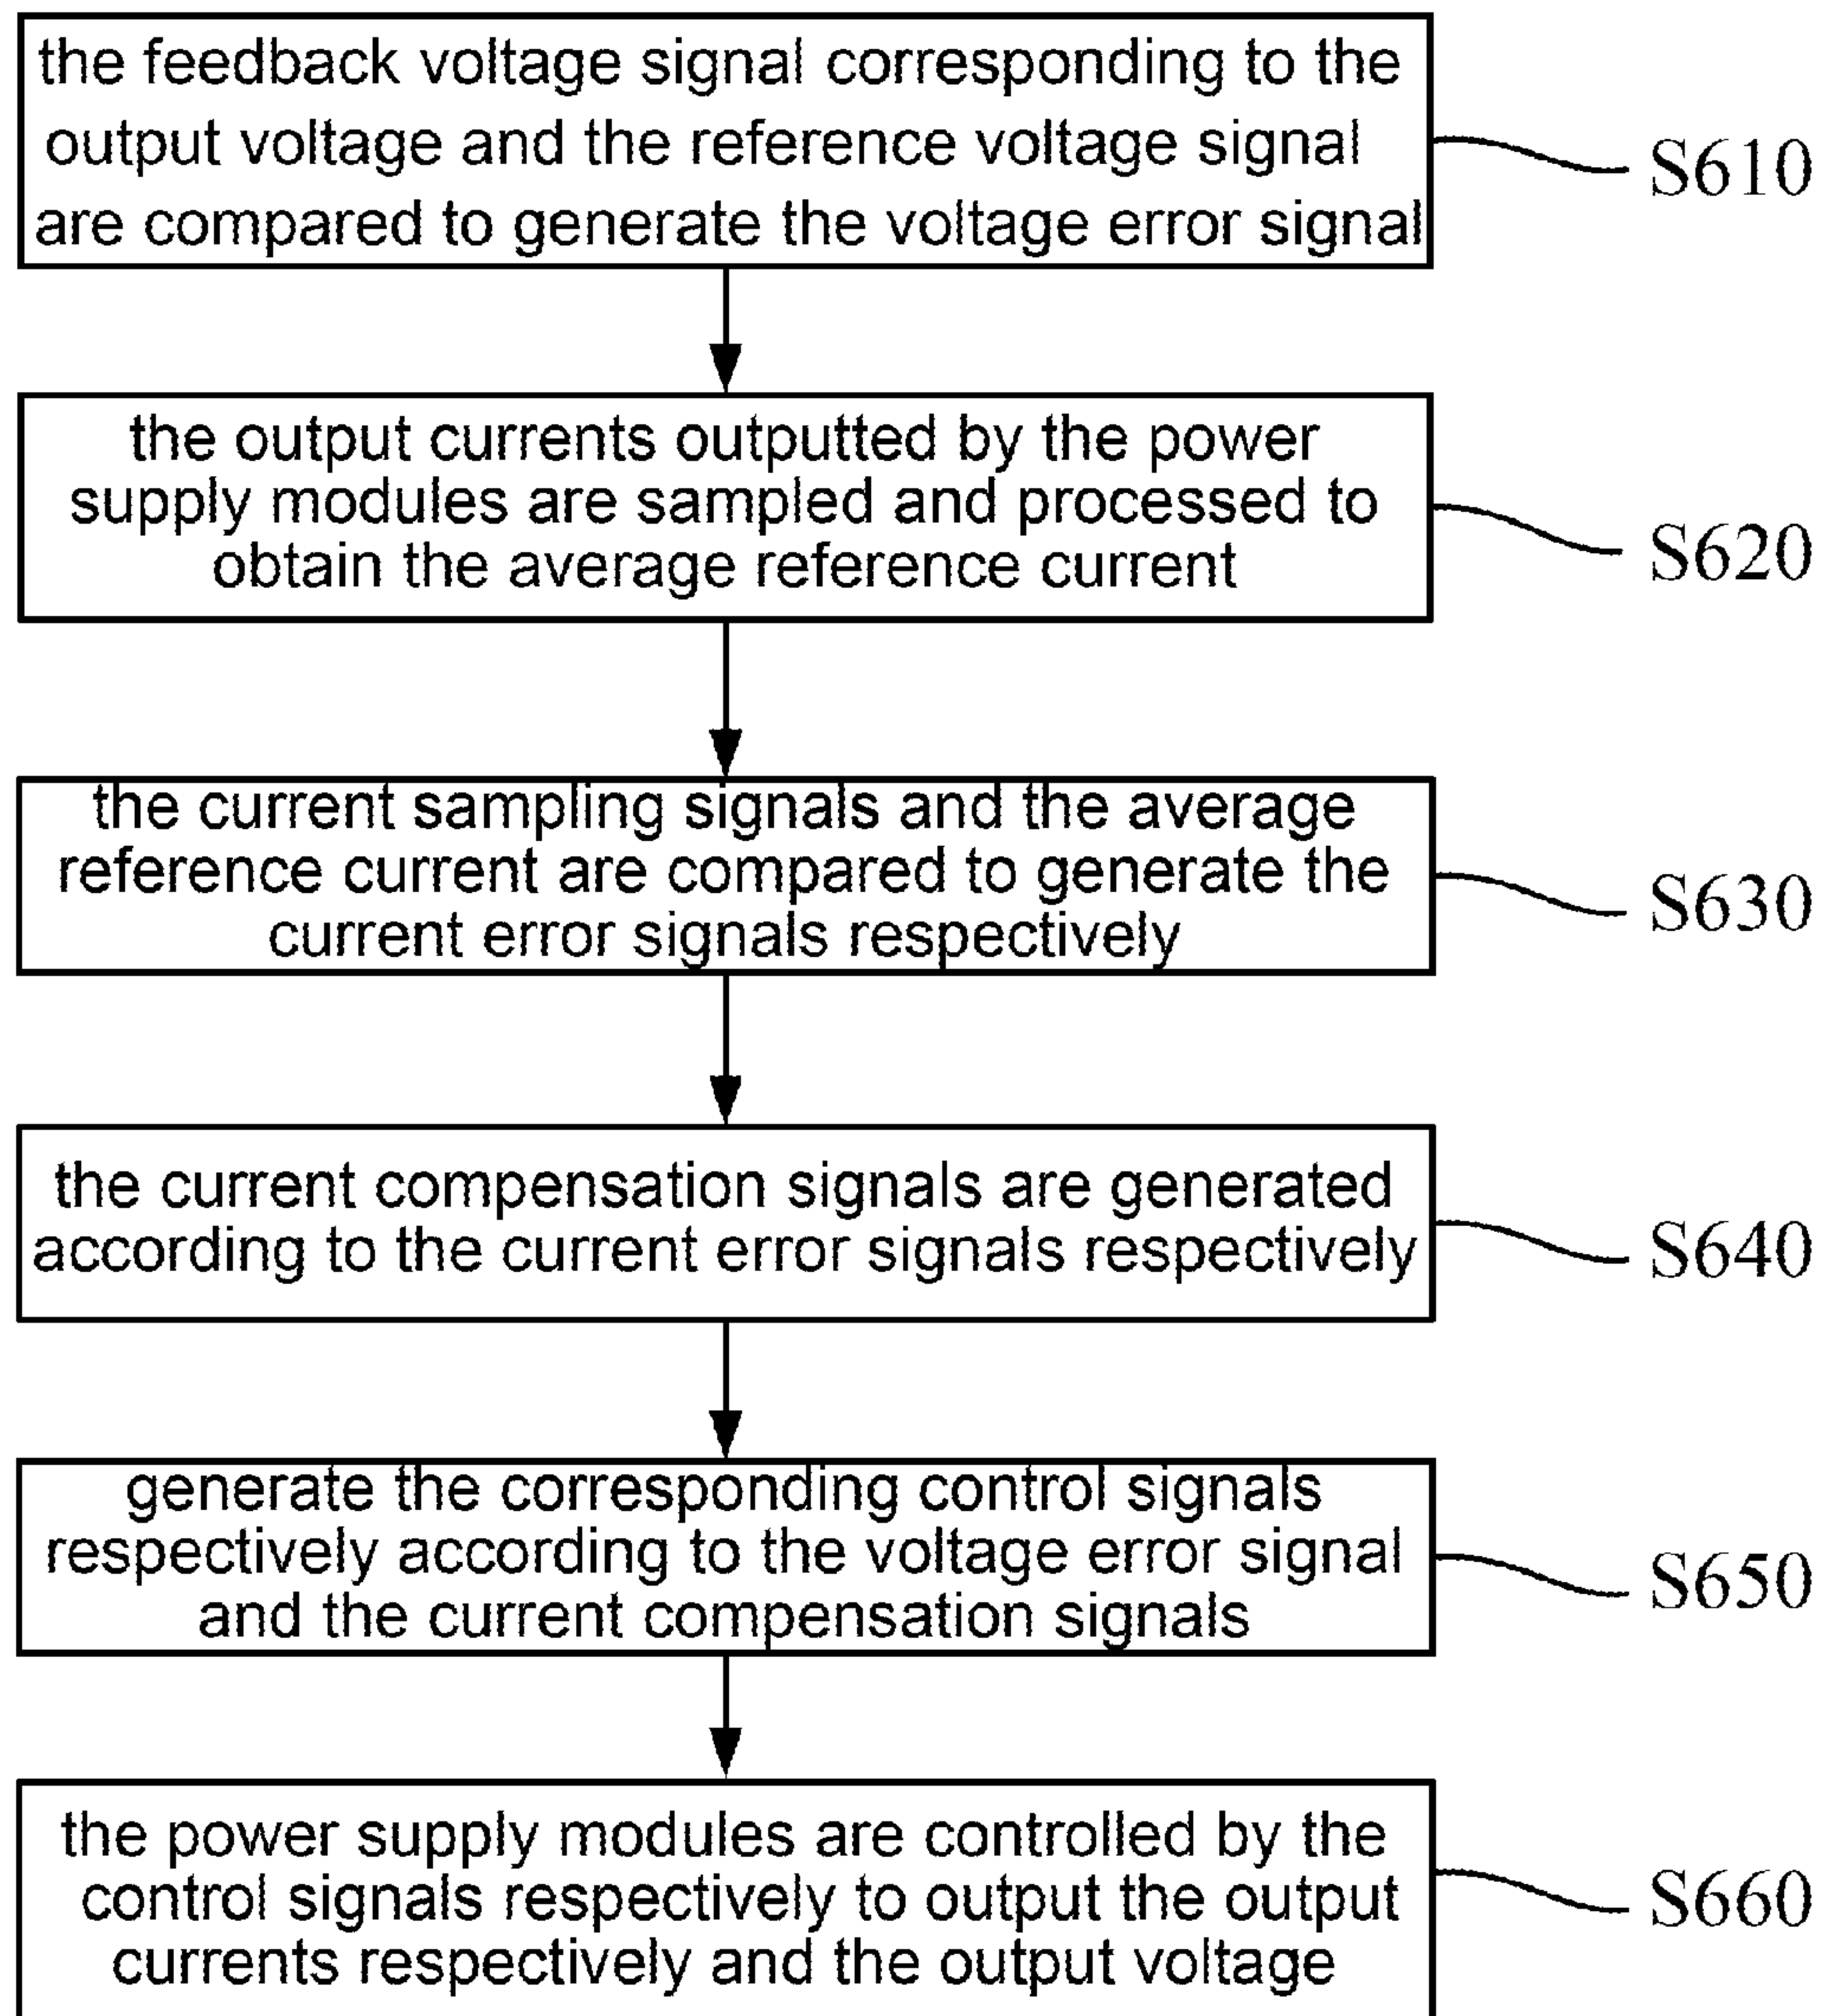 the feedback voltage signal corresponding to the
output voltage and the reference voltage signal
are compared to generate the voltage error signal
S610
the output currents outputted by the power
supply modules are sampled and processed to
obtain the average reference current
S620
the current sampling signals and the average
reference current are compared to generate the
current error signals respectively
S630
the current compensation signals are generated
according to the current error signals respectively
S640
generate the corresponding control signals
respectively according to the voltage error signal
and the current compensation signals
S650
the power supply modules are controlled by the
control signals respectively to output the output
currents respectively and the output voltage
S660